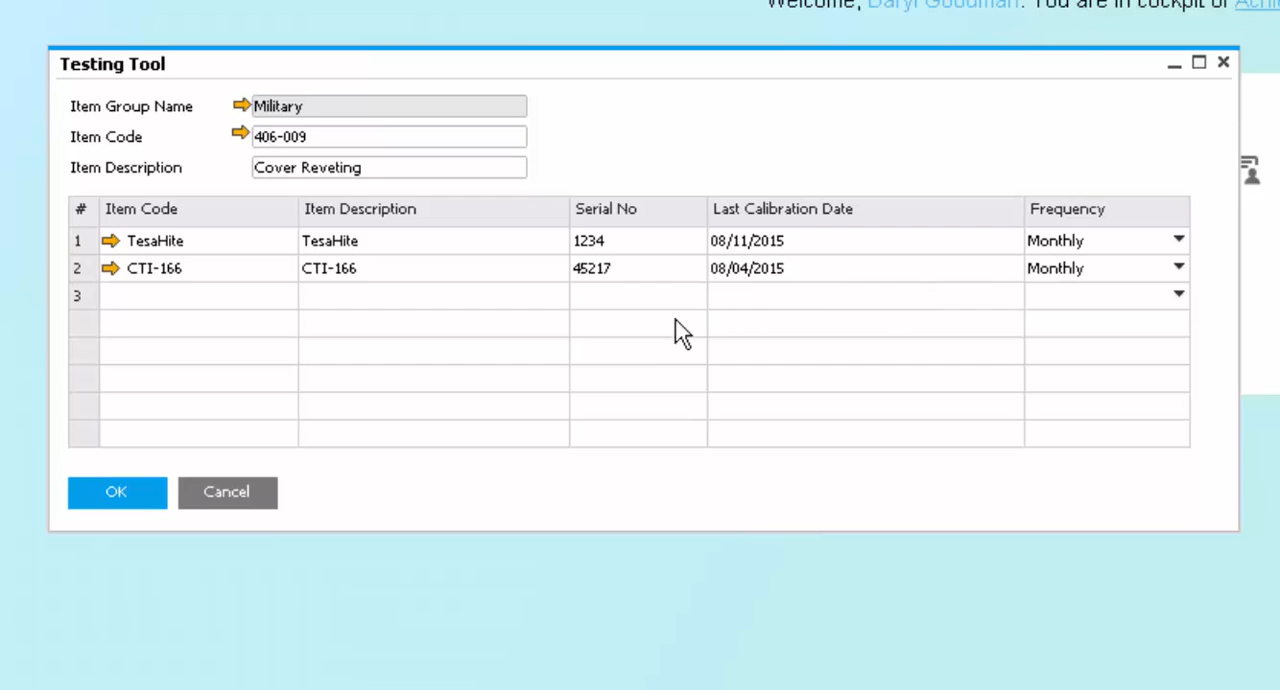 Welcome, Daryl Goodman. You are in cockpit of
Testing Tool
Item Group Name Military
Item Code 406-009
Item Description Cover Reveting
# Item Code Item Description Serial No Last Calibration Date Frequency
1 TesaHite TesaHite 1234 08/11/2015 Monthly
2 CTI-166 CTI-166 45217 08/04/2015 Monthly
3
OK Cancel